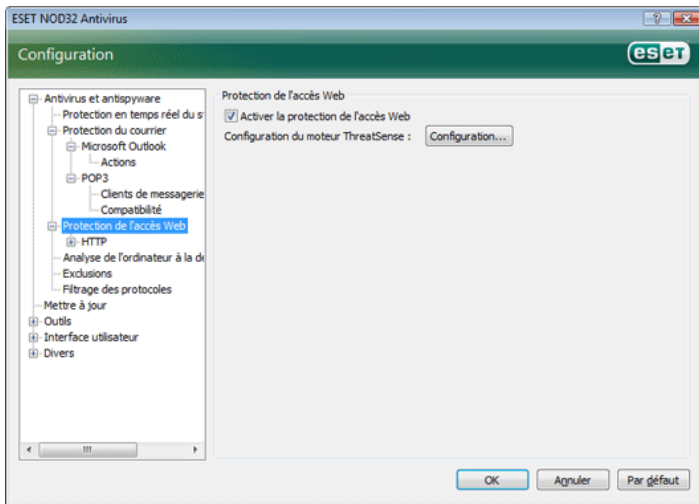 ESET NOD32 Antivirus
Configuration
eseT
Antivirus et antispyware
Protection en temps réel du s
Protection du courrier
Microsoft Outlook
Actions
POP3
Clients de messagerie
Compatibilité
Protection de l'accès Web
HTTP
Analyse de l'ordinateur à la de
Exclusions
Filtrage des protocoles
Mettre à jour
Outils
Interface utilisateur
Divers
Protection de l'accès Web
Activer la protection de l'accès Web
Configuration du moteur ThreatSense : Configuration...
OK Annuler Par défaut